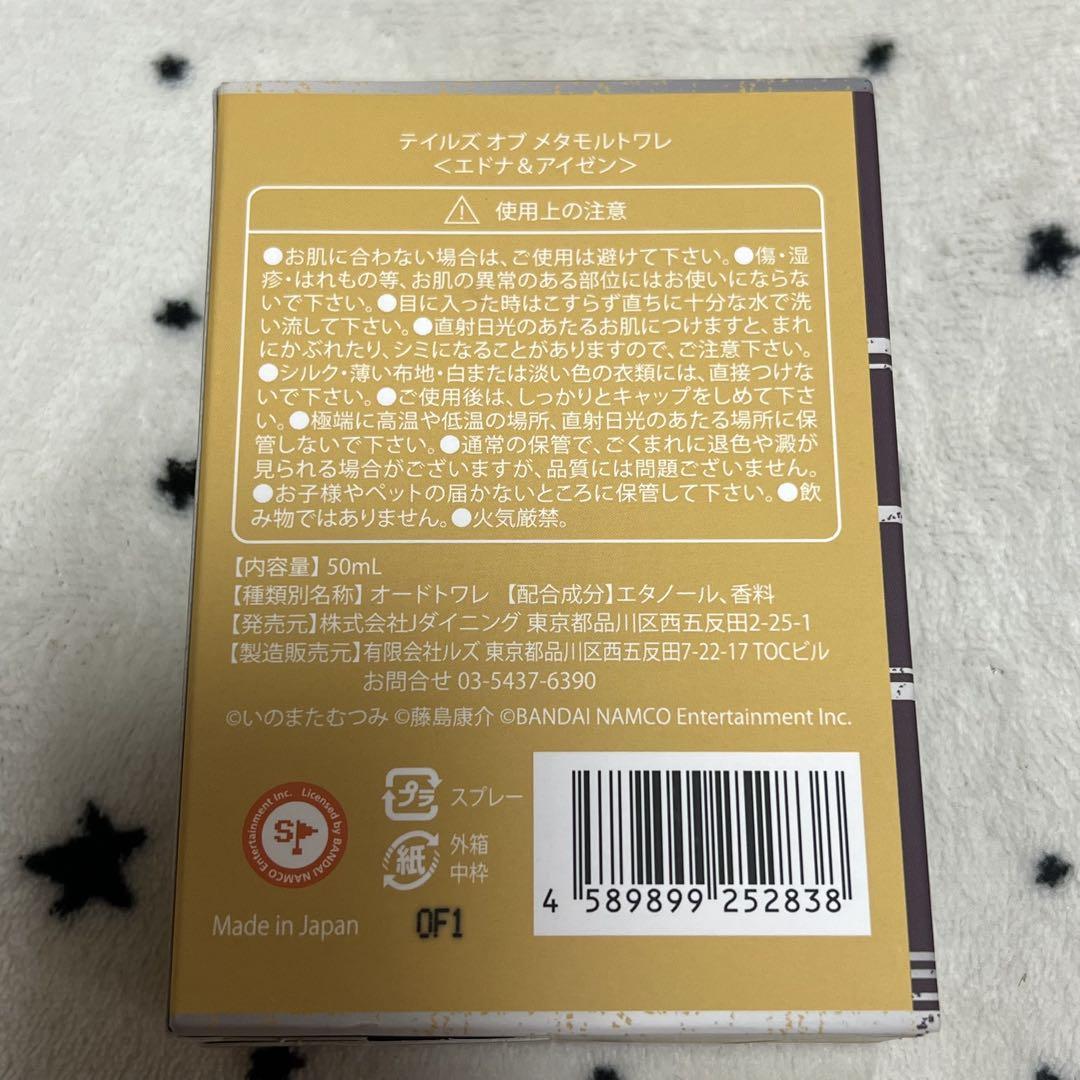 テイルズ オブ メタモルトワレ
＜エドナ＆アイゼン＞
使用上の注意
●お肌に合わない場合は、ご使用は避けて下さい。●傷・湿
疹・はれもの等、お肌の異常のある部位にはお使いにならな
いで下さい。●目に入った時はこすらず直ちに十分な水で洗
い流して下さい。●直射日光のあたるお肌につけますと、まれ
にかぶれたり、シミになることがありますので、ご注意下さい。
●シルク・薄い布地・白または淡い色の衣類には、直接つけな
いで下さい。●ご使用後は、しっかりとキャップをしめて下さ
い。●極端に高温や低温の場所、直射日光のあたる場所に保
管しないで下さい。●通常の保管で、ごくまれに退色や澱が
見られる場合がございますが、品質には問題ございません。
●お子様やペットの届かないところに保管して下さい。●飲
み物ではありません。●火気厳禁。
【内容量】50mL
【種類別名称】オードトワレ 【配合成分】エタノール、香料
【発売元】株式会社Jダイニング 東京都品川区西五反田2-25-1
【製造販売元】有限会社ルズ 東京都品川区西五反田7-22-17 TOCビル
お問合せ 03-5437-6390
©いのまたむつみ ©藤島康介 ©BANDAI NAMCO Entertainment Inc.
Licensed by BANDAI NAMCO Entertainment Inc.
SP
プラ スプレー
紙 外箱
中枠
Made in Japan
0F1
4 589899 252838